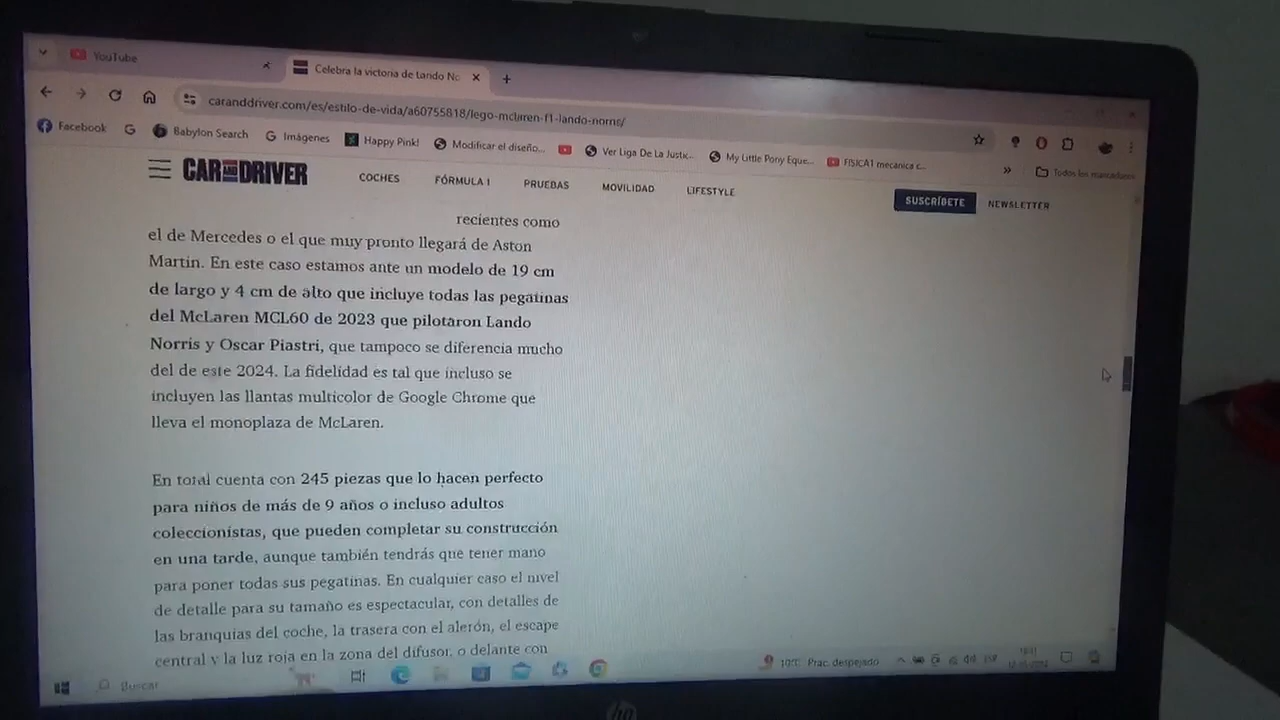 YouTube
Celebra la victoria de Lando No
caranddriver.com/es/estilo-de-vida/a60755818/lego-mclaren-f1-lando-norris/
Facebook
G
Babylon Search
Imágenes
Happy Pink!
Modificar el diseño...
Ver Liga De La Justic...
My Little Pony Eque...
FISICA1 mecanica c...
»
Todos los marcadores
CAR AND DRIVER
COCHES
FÓRMULA 1
PRUEBAS
MOVILIDAD
LIFESTYLE
SUSCRÍBETE
NEWSLETTER
recientes como
el de Mercedes o el que muy pronto llegará de Aston
Martin. En este caso estamos ante un modelo de 19 cm
de largo y 4 cm de alto que incluye todas las pegatinas
del McLaren MCL60 de 2023 que pilotaron Lando
Norris y Oscar Piastri, que tampoco se diferencia mucho
del de este 2024. La fidelidad es tal que incluso se
incluyen las llantas multicolor de Google Chrome que
lleva el monoplaza de McLaren.
En total cuenta con 245 piezas que lo hacen perfecto
para niños de más de 9 años o incluso adultos
coleccionistas, que pueden completar su construcción
en una tarde, aunque también tendrás que tener mano
para poner todas sus pegatinas. En cualquier caso el nivel
de detalle para su tamaño es espectacular, con detalles de
las branquias del coche, la trasera con el alerón, el escape
central y la luz roja en la zona del difusor, o delante con
Buscar
10°C Prac. despejado
ESP
hp